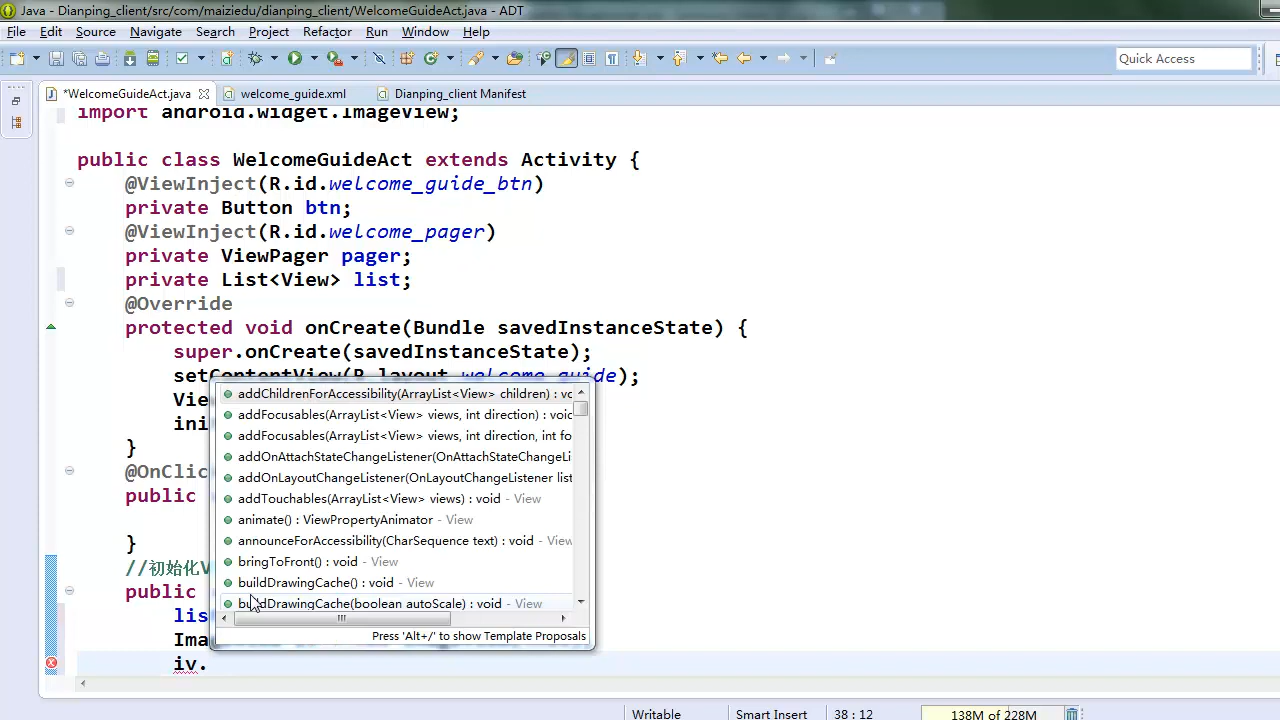 Java - Dianping_client/src/com/maiziedu/dianping_client/WelcomeGuideAct.java - ADT
File Edit Source Navigate Search Project Refactor Run Window Help
Quick Access
*WelcomeGuideAct.java welcome_guide.xml Dianping_client Manifest
import android.widget.ImageView;
public class WelcomeGuideAct extends Activity {
@ViewInject(R.id.welcome_guide_btn)
private Button btn;
@ViewInject(R.id.welcome_pager)
private ViewPager pager;
private List<View> list;
@Override
protected void onCreate(Bundle savedInstanceState) {
super.onCreate(savedInstanceState);
setContentView(R.layout.welcome_guide);
Vie
ini
}
@OnClic
public
}
//初始化V
public
lis
Ima
iv.
addChildrenForAccessibility(ArrayList<View> children) : vc
addFocusables(ArrayList<View> views, int direction) : voic
addFocusables(ArrayList<View> views, int direction, int fo
addOnAttachStateChangeListener(OnAttachStateChangeLi
addOnLayoutChangeListener(OnLayoutChangeListener list
addTouchables(ArrayList<View> views) : void - View
animate() : ViewPropertyAnimator - View
announceForAccessibility(CharSequence text) : void - View
bringToFront() : void - View
buildDrawingCache() : void - View
buildDrawingCache(boolean autoScale) : void - View
Press 'Alt+/' to show Template Proposals
Writable Smart Insert 38 : 12 138M of 228M